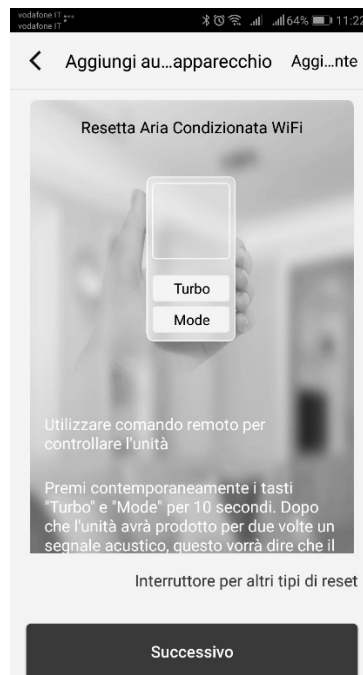 vodafone IT
vodafone IT
64% 11:22
Aggiungi au...apparecchio Aggi...nte
Resetta Aria Condizionata WiFi
Turbo
Mode
Utilizzare comando remoto per
controllare l'unità
Premi contemporaneamente i tasti
"Turbo" e "Mode" per 10 secondi. Dopo
che l'unità avrà prodotto per due volte un
segnale acustico, questo vorrà dire che il
Interruttore per altri tipi di reset
Successivo